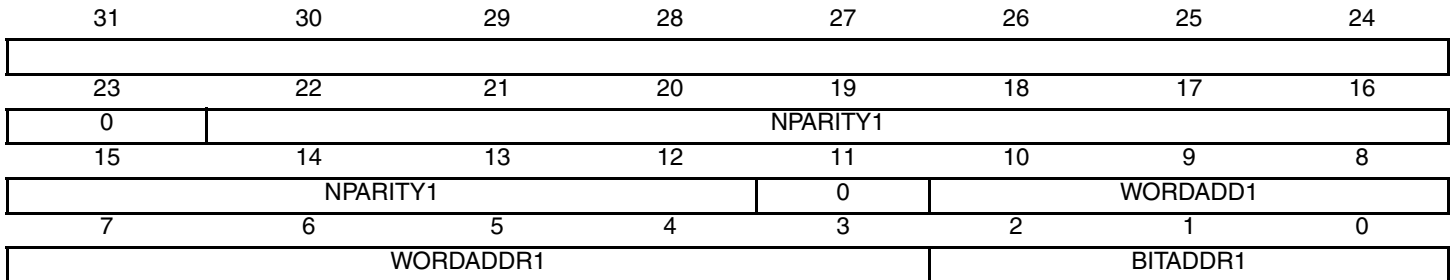 31 30 29 28 27 26 25 24
23 22 21 20 19 18 17 16
0 NPARITY1
15 14 13 12 11 10 9 8
NPARITY1 0 WORDADD1
7 6 5 4 3 2 1 0
WORDADDR1 BITADDR1